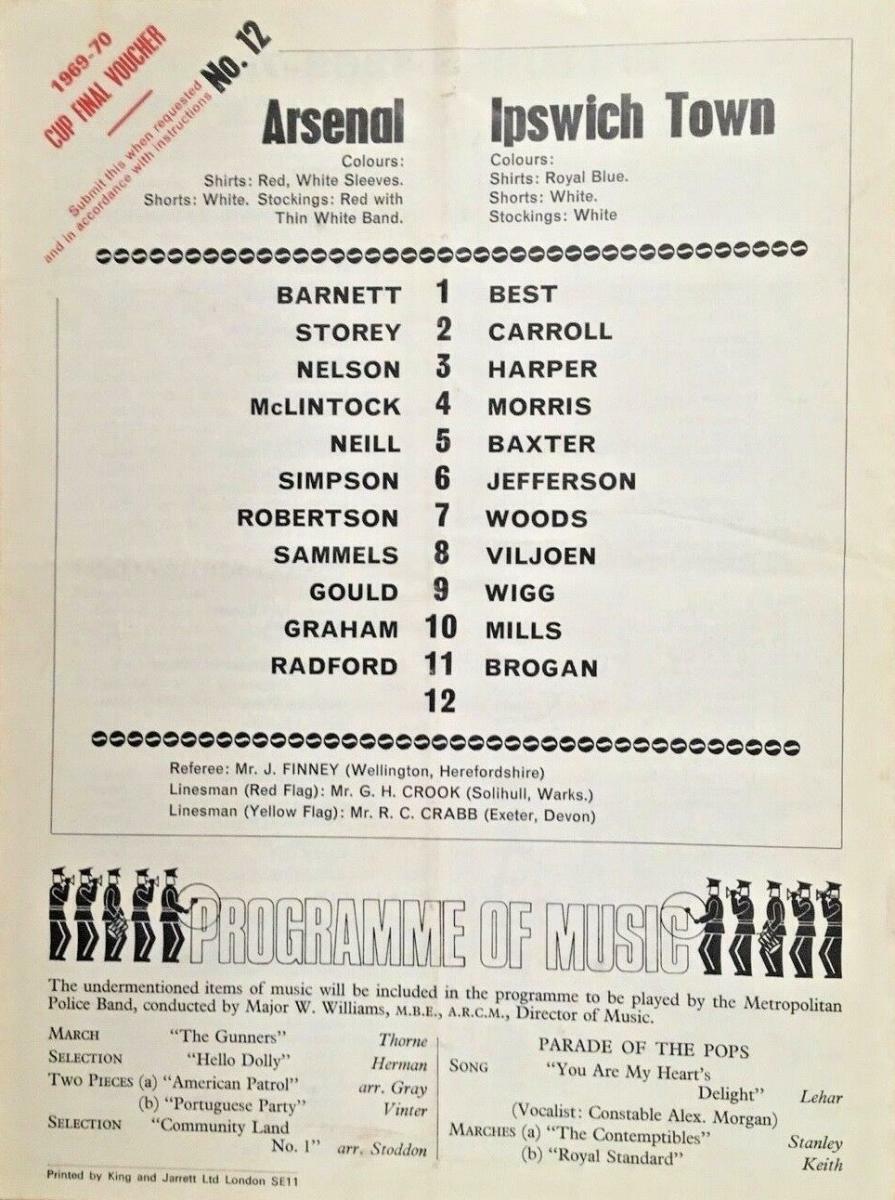 1969-70
CUP FINAL VOUCHER
No. 12
Submit this when requested
and in accordance with instructions
Arsenal
Colours:
Shirts: Red, White Sleeves.
Shorts: White. Stockings: Red with
Thin White Band.
Ipswich Town
Colours:
Shirts: Royal Blue.
Shorts: White.
Stockings: White
BARNETT 1 BEST
STOREY 2 CARROLL
NELSON 3 HARPER
McLINTOCK 4 MORRIS
NEILL 5 BAXTER
SIMPSON 6 JEFFERSON
ROBERTSON 7 WOODS
SAMMELS 8 VILJOEN
GOULD 9 WIGG
GRAHAM 10 MILLS
RADFORD 11 BROGAN
12
Referee: Mr. J. FINNEY (Wellington, Herefordshire)
Linesman (Red Flag): Mr. G. H. CROOK (Solihull, Warks.)
Linesman (Yellow Flag): Mr. R. C. CRABB (Exeter, Devon)
PROGRAMME OF MUSIC
The undermentioned items of music will be included in the programme to be played by the Metropolitan
Police Band, conducted by Major W. Williams, M.B.E., A.R.C.M., Director of Music.
MARCH "The Gunners" Thorne
SELECTION "Hello Dolly" Herman
TWO PIECES (a) "American Patrol" arr. Gray
(b) "Portuguese Party" Vinter
SELECTION "Community Land
No. 1" arr. Stoddon
PARADE OF THE POPS
SONG "You Are My Heart's
Delight" Lehar
(Vocalist: Constable Alex. Morgan)
MARCHES (a) "The Contemptibles" Stanley
(b) "Royal Standard" Keith
Printed by King and Jarrett Ltd London SE11